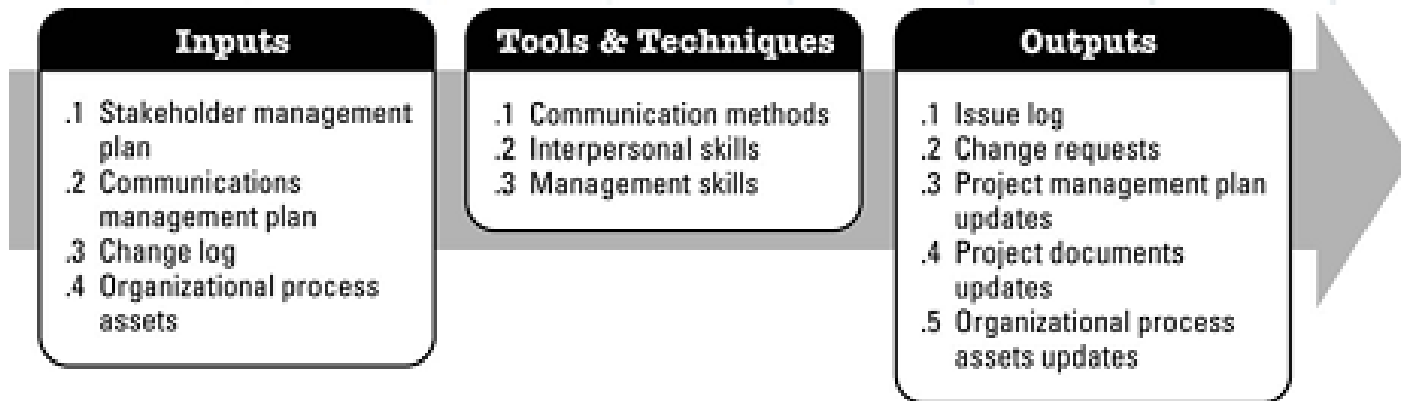 Inputs
.1 Stakeholder management
plan
.2 Communications
management plan
.3 Change log
.4 Organizational process
assets
Tools & Techniques
.1 Communication methods
.2 Interpersonal skills
.3 Management skills
Outputs
.1 Issue log
.2 Change requests
.3 Project management plan
updates
.4 Project documents
updates
.5 Organizational process
assets updates